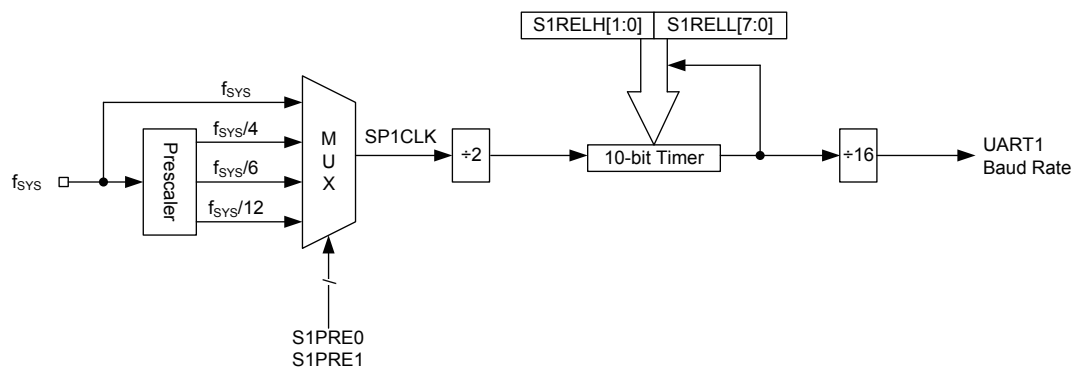 S1RELH[1:0] S1RELL[7:0]
fSYS
fSYS/4
fSYS/6
fSYS/12
fSYS
Prescaler
M
U
X
SP1CLK
÷2
10-bit Timer
÷16
UART1
Baud Rate
S1PRE0
S1PRE1